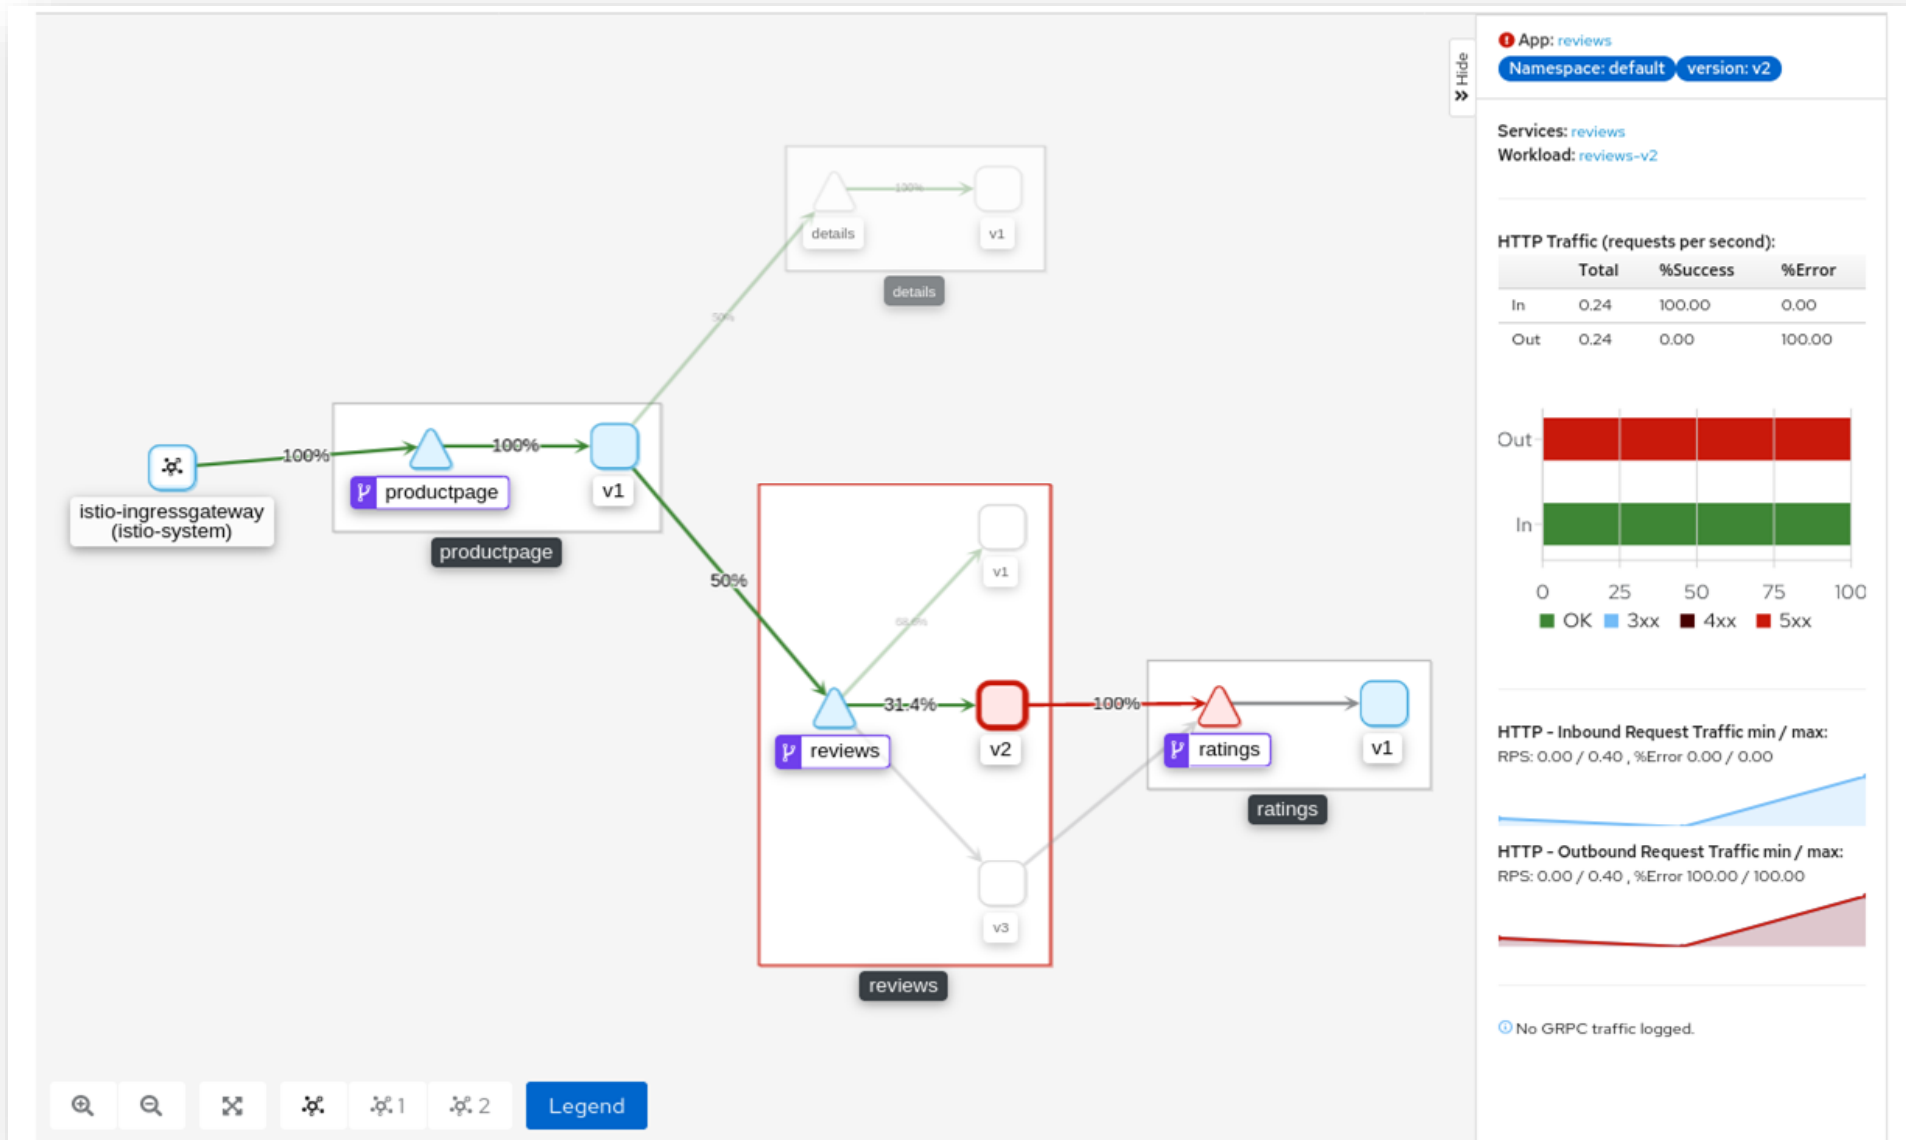 Hide
100%
details
v1
details
50%
100%
100%
productpage
v1
istio-ingressgateway
(istio-system)
productpage
50%
v1
31.4%
100%
reviews
v2
ratings
v1
ratings
v3
reviews
Legend
1
2
App: reviews
Namespace: default version: v2
Services: reviews
Workload: reviews-v2
HTTP Traffic (requests per second):
Total %Success %Error
In 0.24 100.00 0.00
Out 0.24 0.00 100.00
Out
In
0 25 50 75 100
OK 3xx 4xx 5xx
HTTP - Inbound Request Traffic min / max:
RPS: 0.00 / 0.40 , %Error 0.00 / 0.00
HTTP - Outbound Request Traffic min / max:
RPS: 0.00 / 0.40 , %Error 100.00 / 100.00
No GRPC traffic logged.